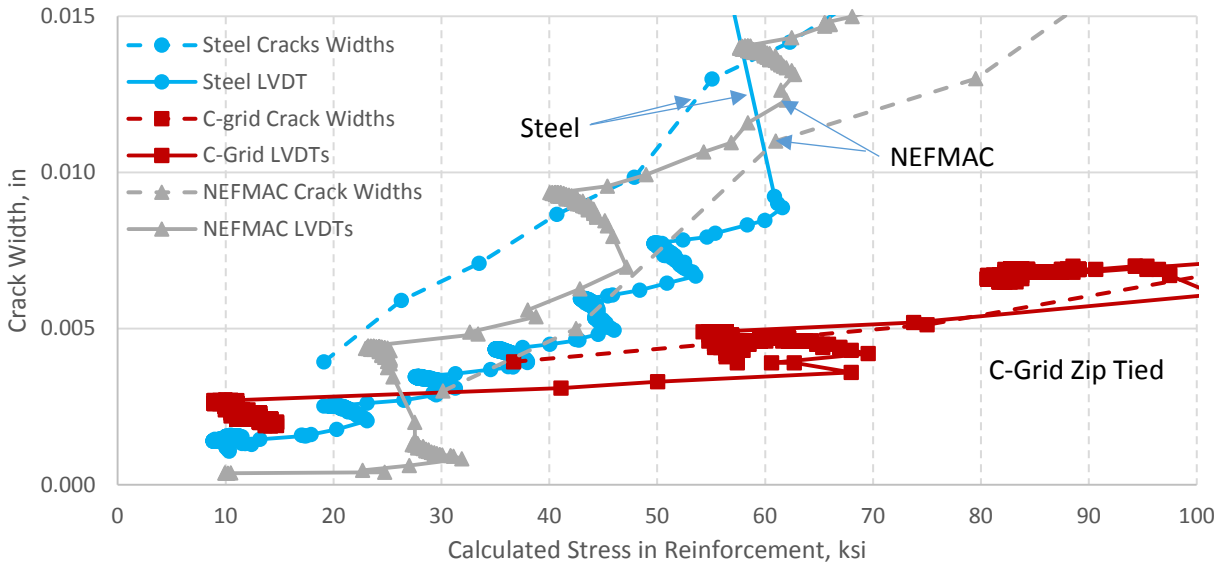 0.015
Steel Cracks Widths
Steel LVDT
C-grid Crack Widths
C-Grid LVDTs
NEFMAC Crack Widths
NEFMAC LVDTs
Steel
NEFMAC
0.010
0.005
C-Grid Zip Tied
0.000
0 10 20 30 40 50 60 70 80 90 100
Crack Width, in
Calculated Stress in Reinforcement, ksi